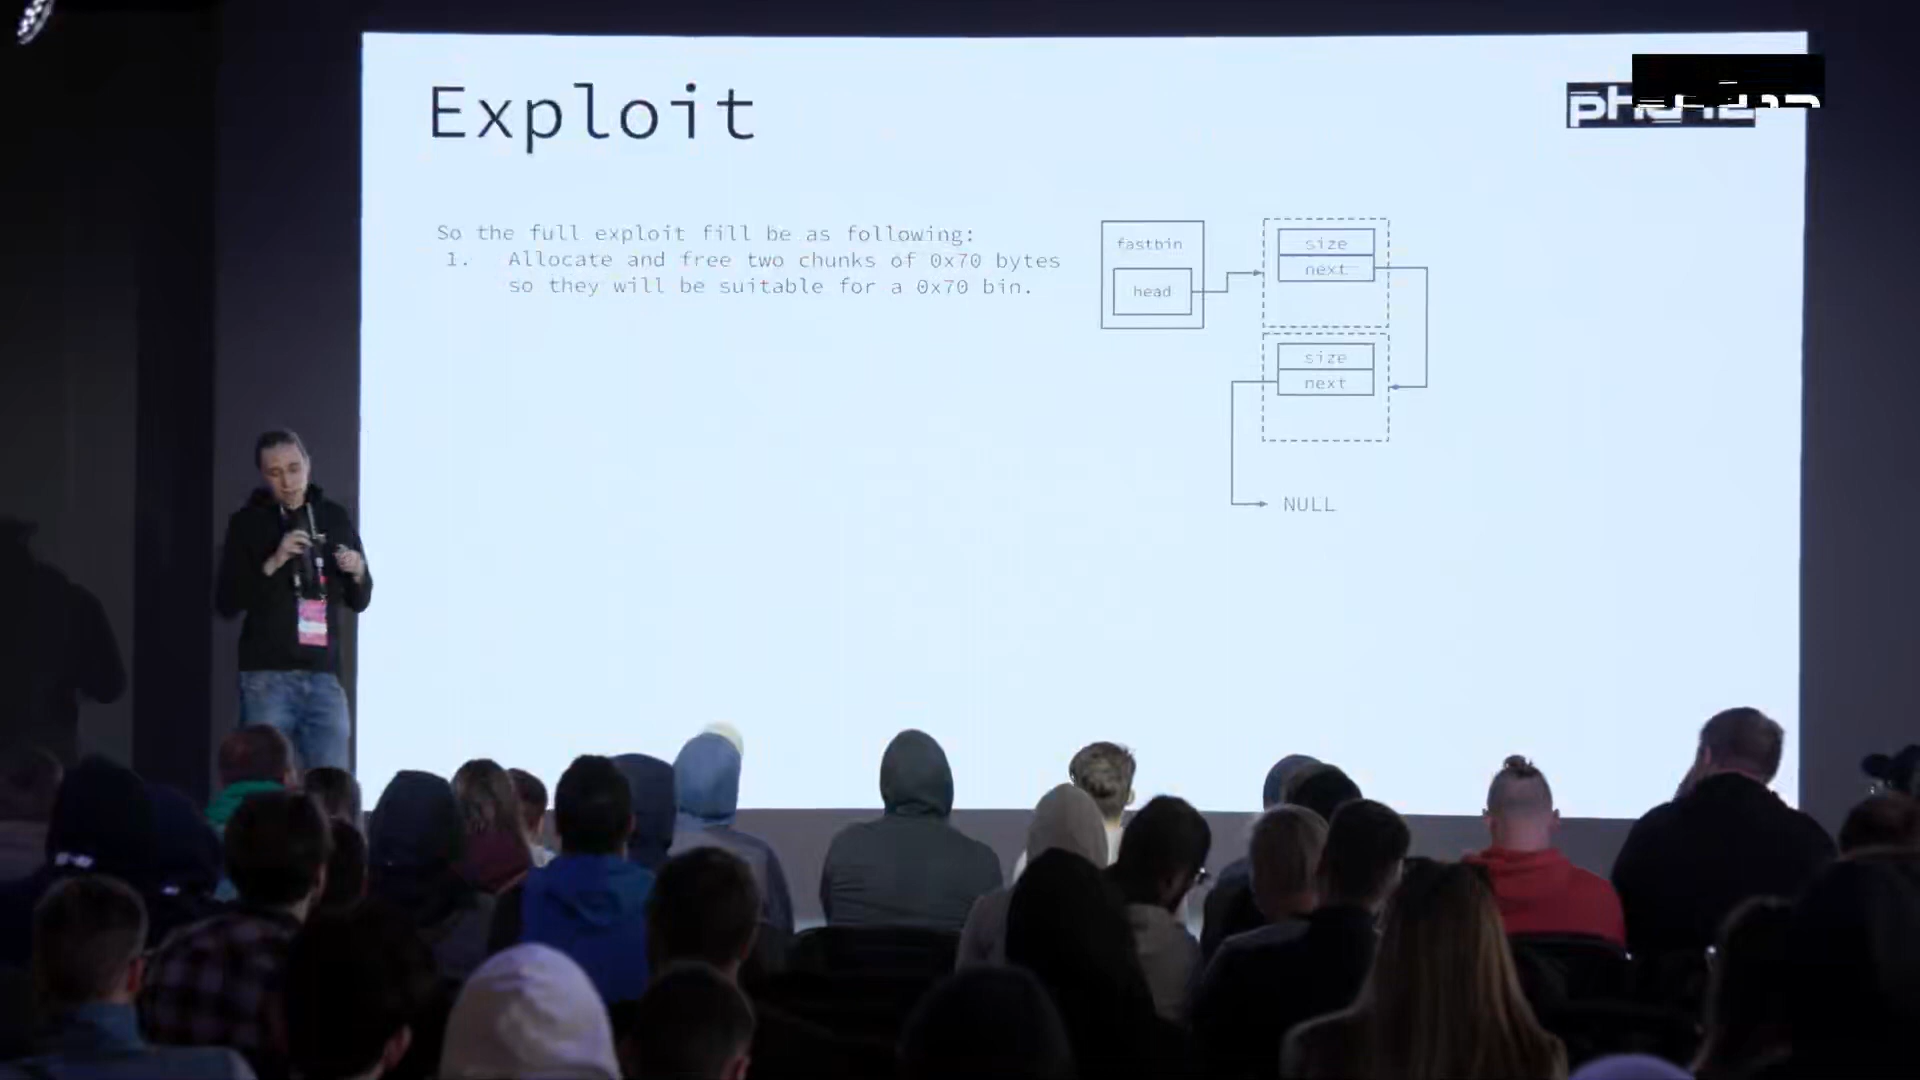 Exploit
So the full exploit fill be as following:
1. Allocate and free two chunks of 0x70 bytes
so they will be suitable for a 0x70 bin.
fastbin
head
size
next
size
next
NULL